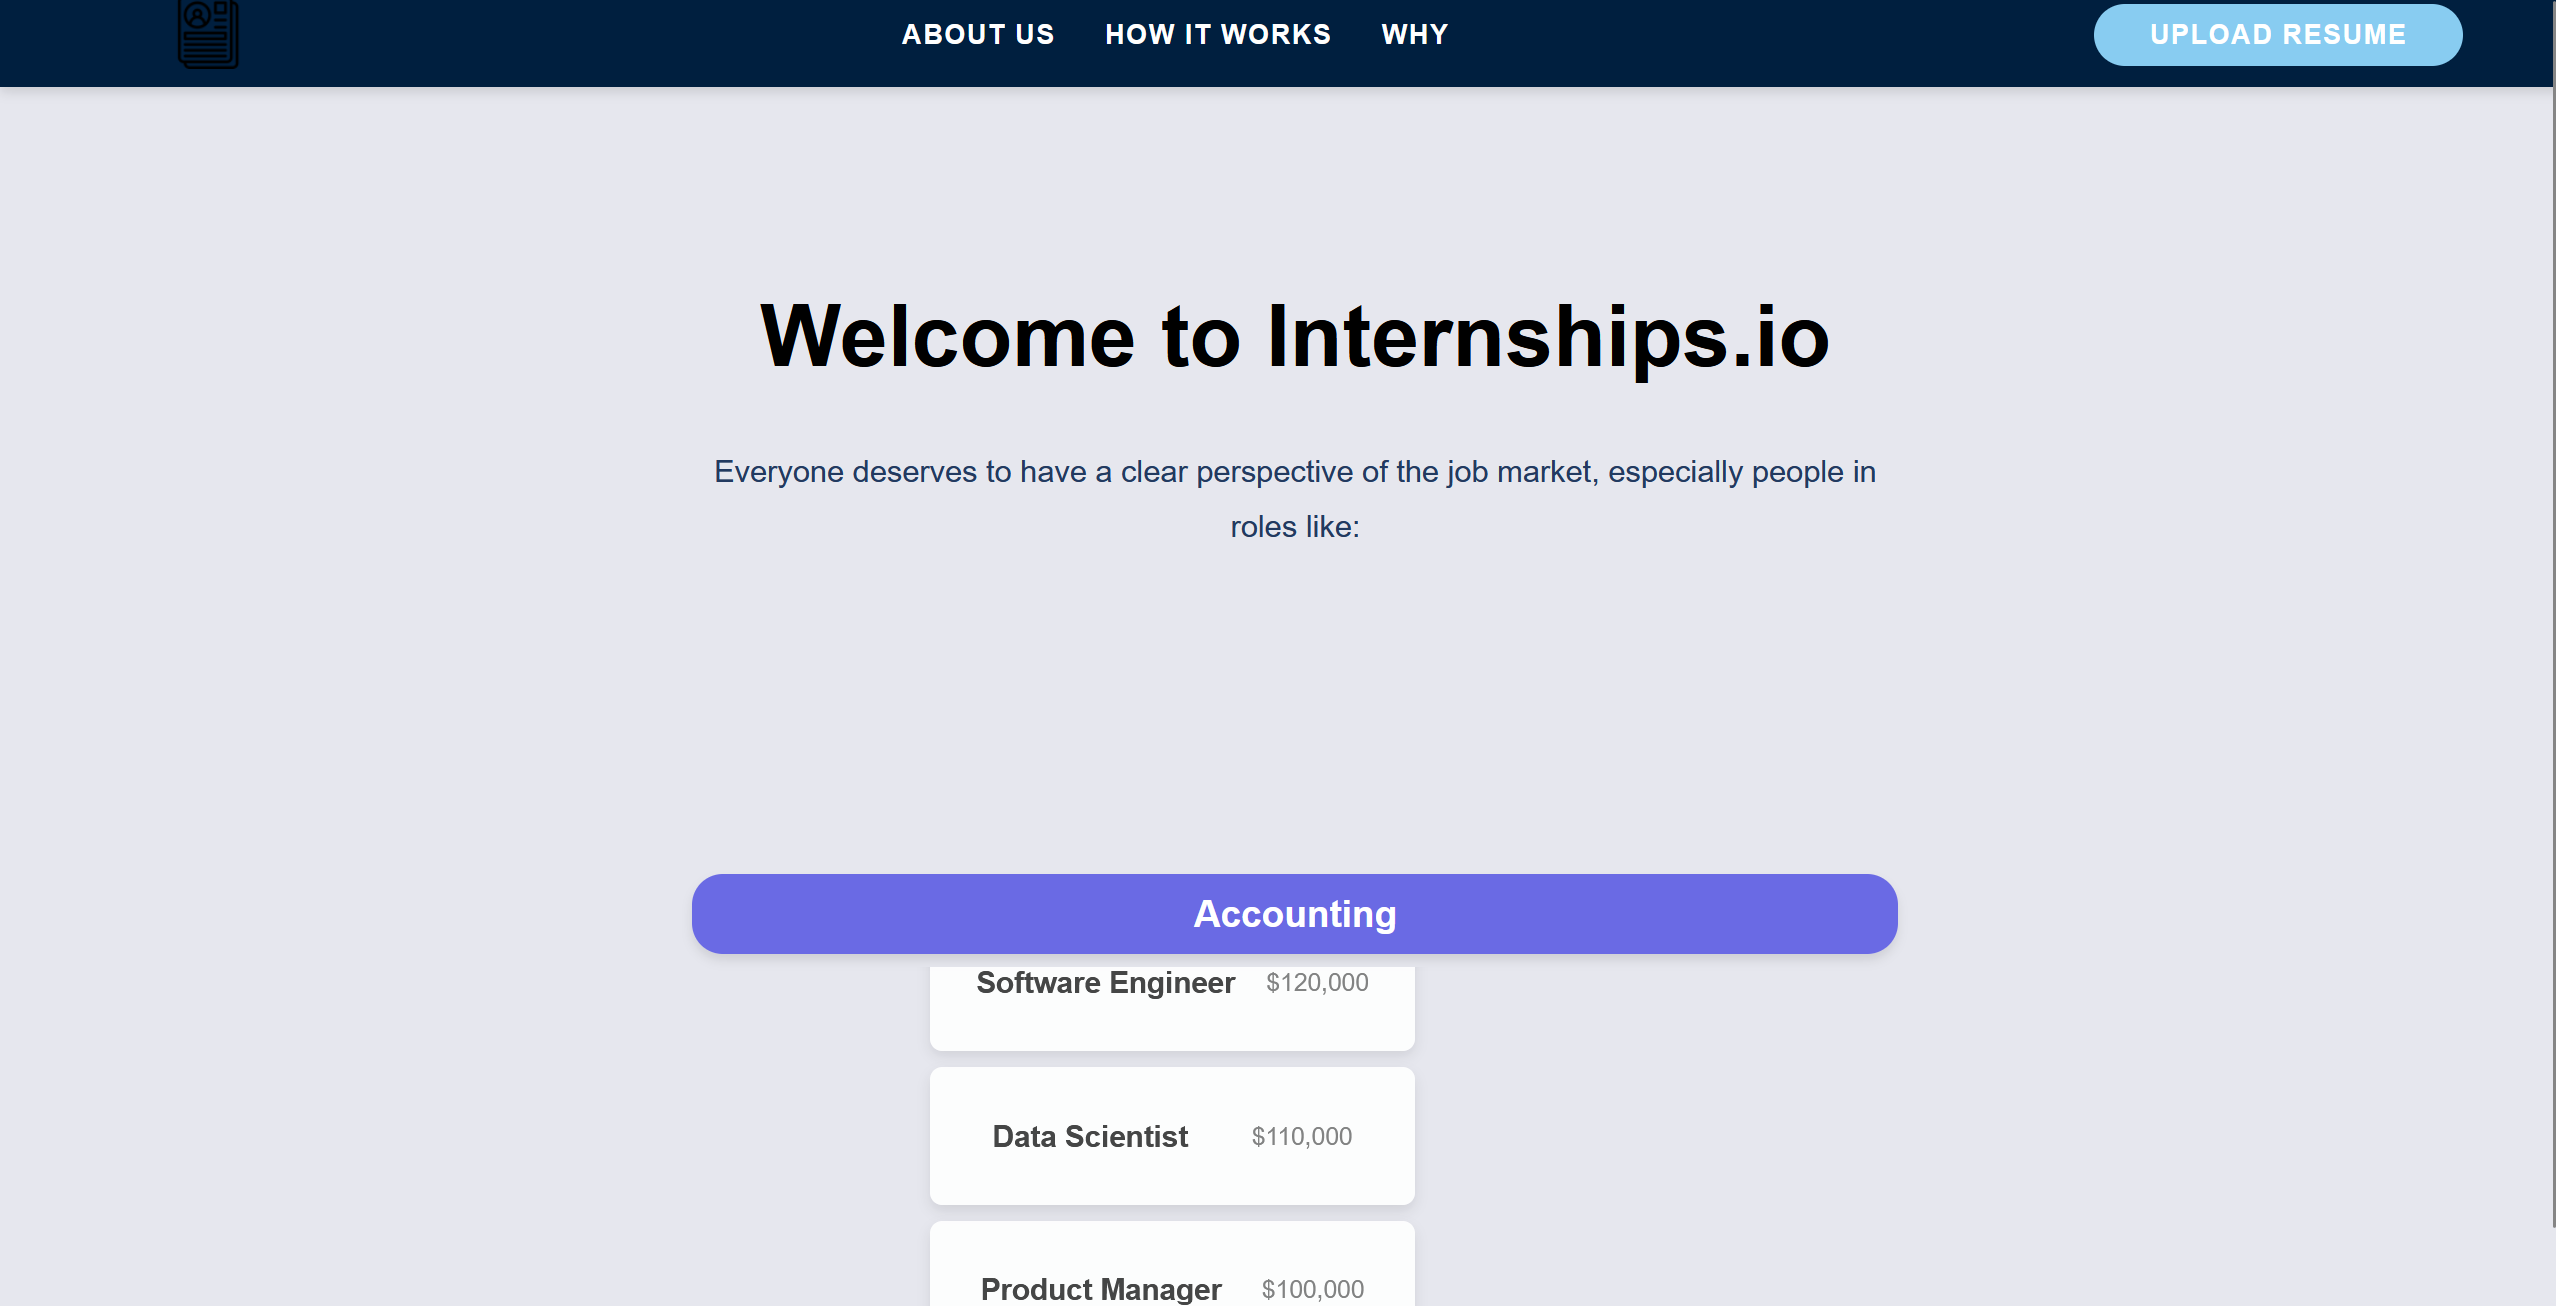 ABOUT US HOW IT WORKS WHY UPLOAD RESUME
Welcome to Internships.io
Everyone deserves to have a clear perspective of the job market, especially people in
roles like:
Accounting
Software Engineer $120,000
Data Scientist $110,000
Product Manager $100,000